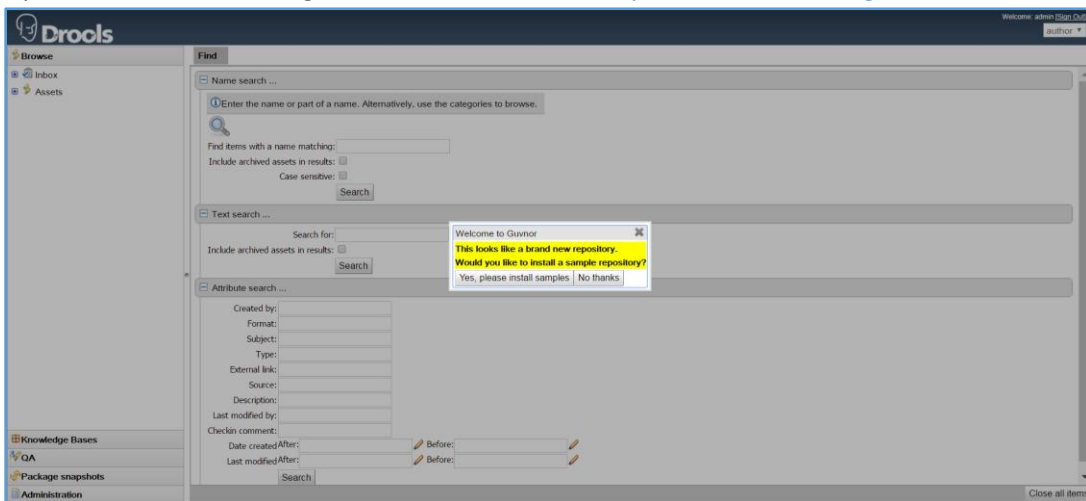 Welcome: admin [Sign Out]
Drools
author
Browse
Inbox
Assets
Knowledge Bases
QA
Package snapshots
Administration
Find
Name search ...
Enter the name or part of a name. Alternatively, use the categories to browse.
Find items with a name matching:
Include archived assets in results:
Case sensitive:
Search
Text search ...
Search for:
Include archived assets in results:
Search
Welcome to Guvnor
This looks like a brand new repository.
Would you like to install a sample repository?
Yes, please install samples No thanks
Attribute search ...
Created by:
Format:
Subject:
Type:
External link:
Source:
Description:
Last modified by:
Checkin comment:
Date created After: Before:
Last modified After: Before:
Search
Close all items